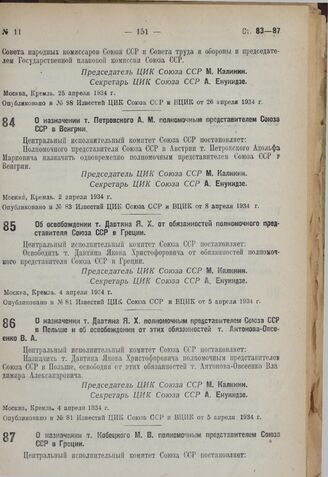 № 11 — 151 — Ст. 83—87
Совета народных комиссаров Союза ССР и Совета труда и обороны и председате-
лем Государственной плановой комиссии Союза ССР.
Председатель ЦИК Союза ССР М. Калинин.
Секретарь ЦИК Союза ССР А. Енукидзе.
Москва, Кремль. 25 апреля 1934 г.
Опубликовано в № 98 Известий ЦИК Союза ССР и ВЦИК от 26 апреля 1934 г.
84 О назначении т. Петровского А. М. полномочным представителем Союза
ССР в Венгрии.
Центральный исполнительный комитет Союза ССР постановляет:
Полномочного представителя Союза ССР в Австрии т. Петровского Адольфа
Марковича назначить одновременно полномочным представителем Союза ССР в
Венгрии.
Председатель ЦИК Союза ССР М. Калинин.
Секретарь ЦИК Союза ССР А. Енукидзе.
Москва, Кремль. 2 апреля 1934 г.
Опубликовано в № 83 Известий ЦИК Союза ССР и ВЦИК от 8 апреля 1934 г.
85 Об освобождении т. Давтяна Я. Х. от обязанностей полномочного пред-
ставителя Союза ССР в Греции.
Центральный исполнительный комитет Союза ССР постановляет:
Освободить т. Давтяна Якова Христофоровича от обязанностей полномоч-
ного представителя Союза ССР в Греции.
Председатель ЦИК Союза ССР М. Калинин.
Секретарь ЦИК Союза ССР А. Енукидзе.
Москва, Кремль. 4 апреля 1934 г.
Опубликовано в № 81 Известий ЦИК Союза ССР и ВЦИК от 5 апреля 1934 г.
86 О назначении т. Давтяна Я. Х. полномочным представителем Союза ССР
в Польше и об освобождении от этих обязанностей т. Антонова-Овсе-
енко В. А.
Центральный исполнительный комитет Союза ССР постановляет:
Назначить т. Давтяна Якова Христофоровича полномочным представителем
Союза ССР в Польше, освободив от этих обязанностей т. Антонова-Овсеенко Вла
димира Александровича.
Председатель ЦИК Союза ССР М. Калинин.
Секретарь ЦИК Союза ССР А. Енукидзе.
Москва, Кремль. 4 апреля 1934 г.
Опубликовано в № 81 Известий ЦИК Союза ССР и ВЦИК от 5 апреля 1934 г.
87 О назначении т. Кобецкого М. В. полномочным представителем Союза
ССР в Греции.
Центральный исполнительный комитет Союза ССР постановляет: